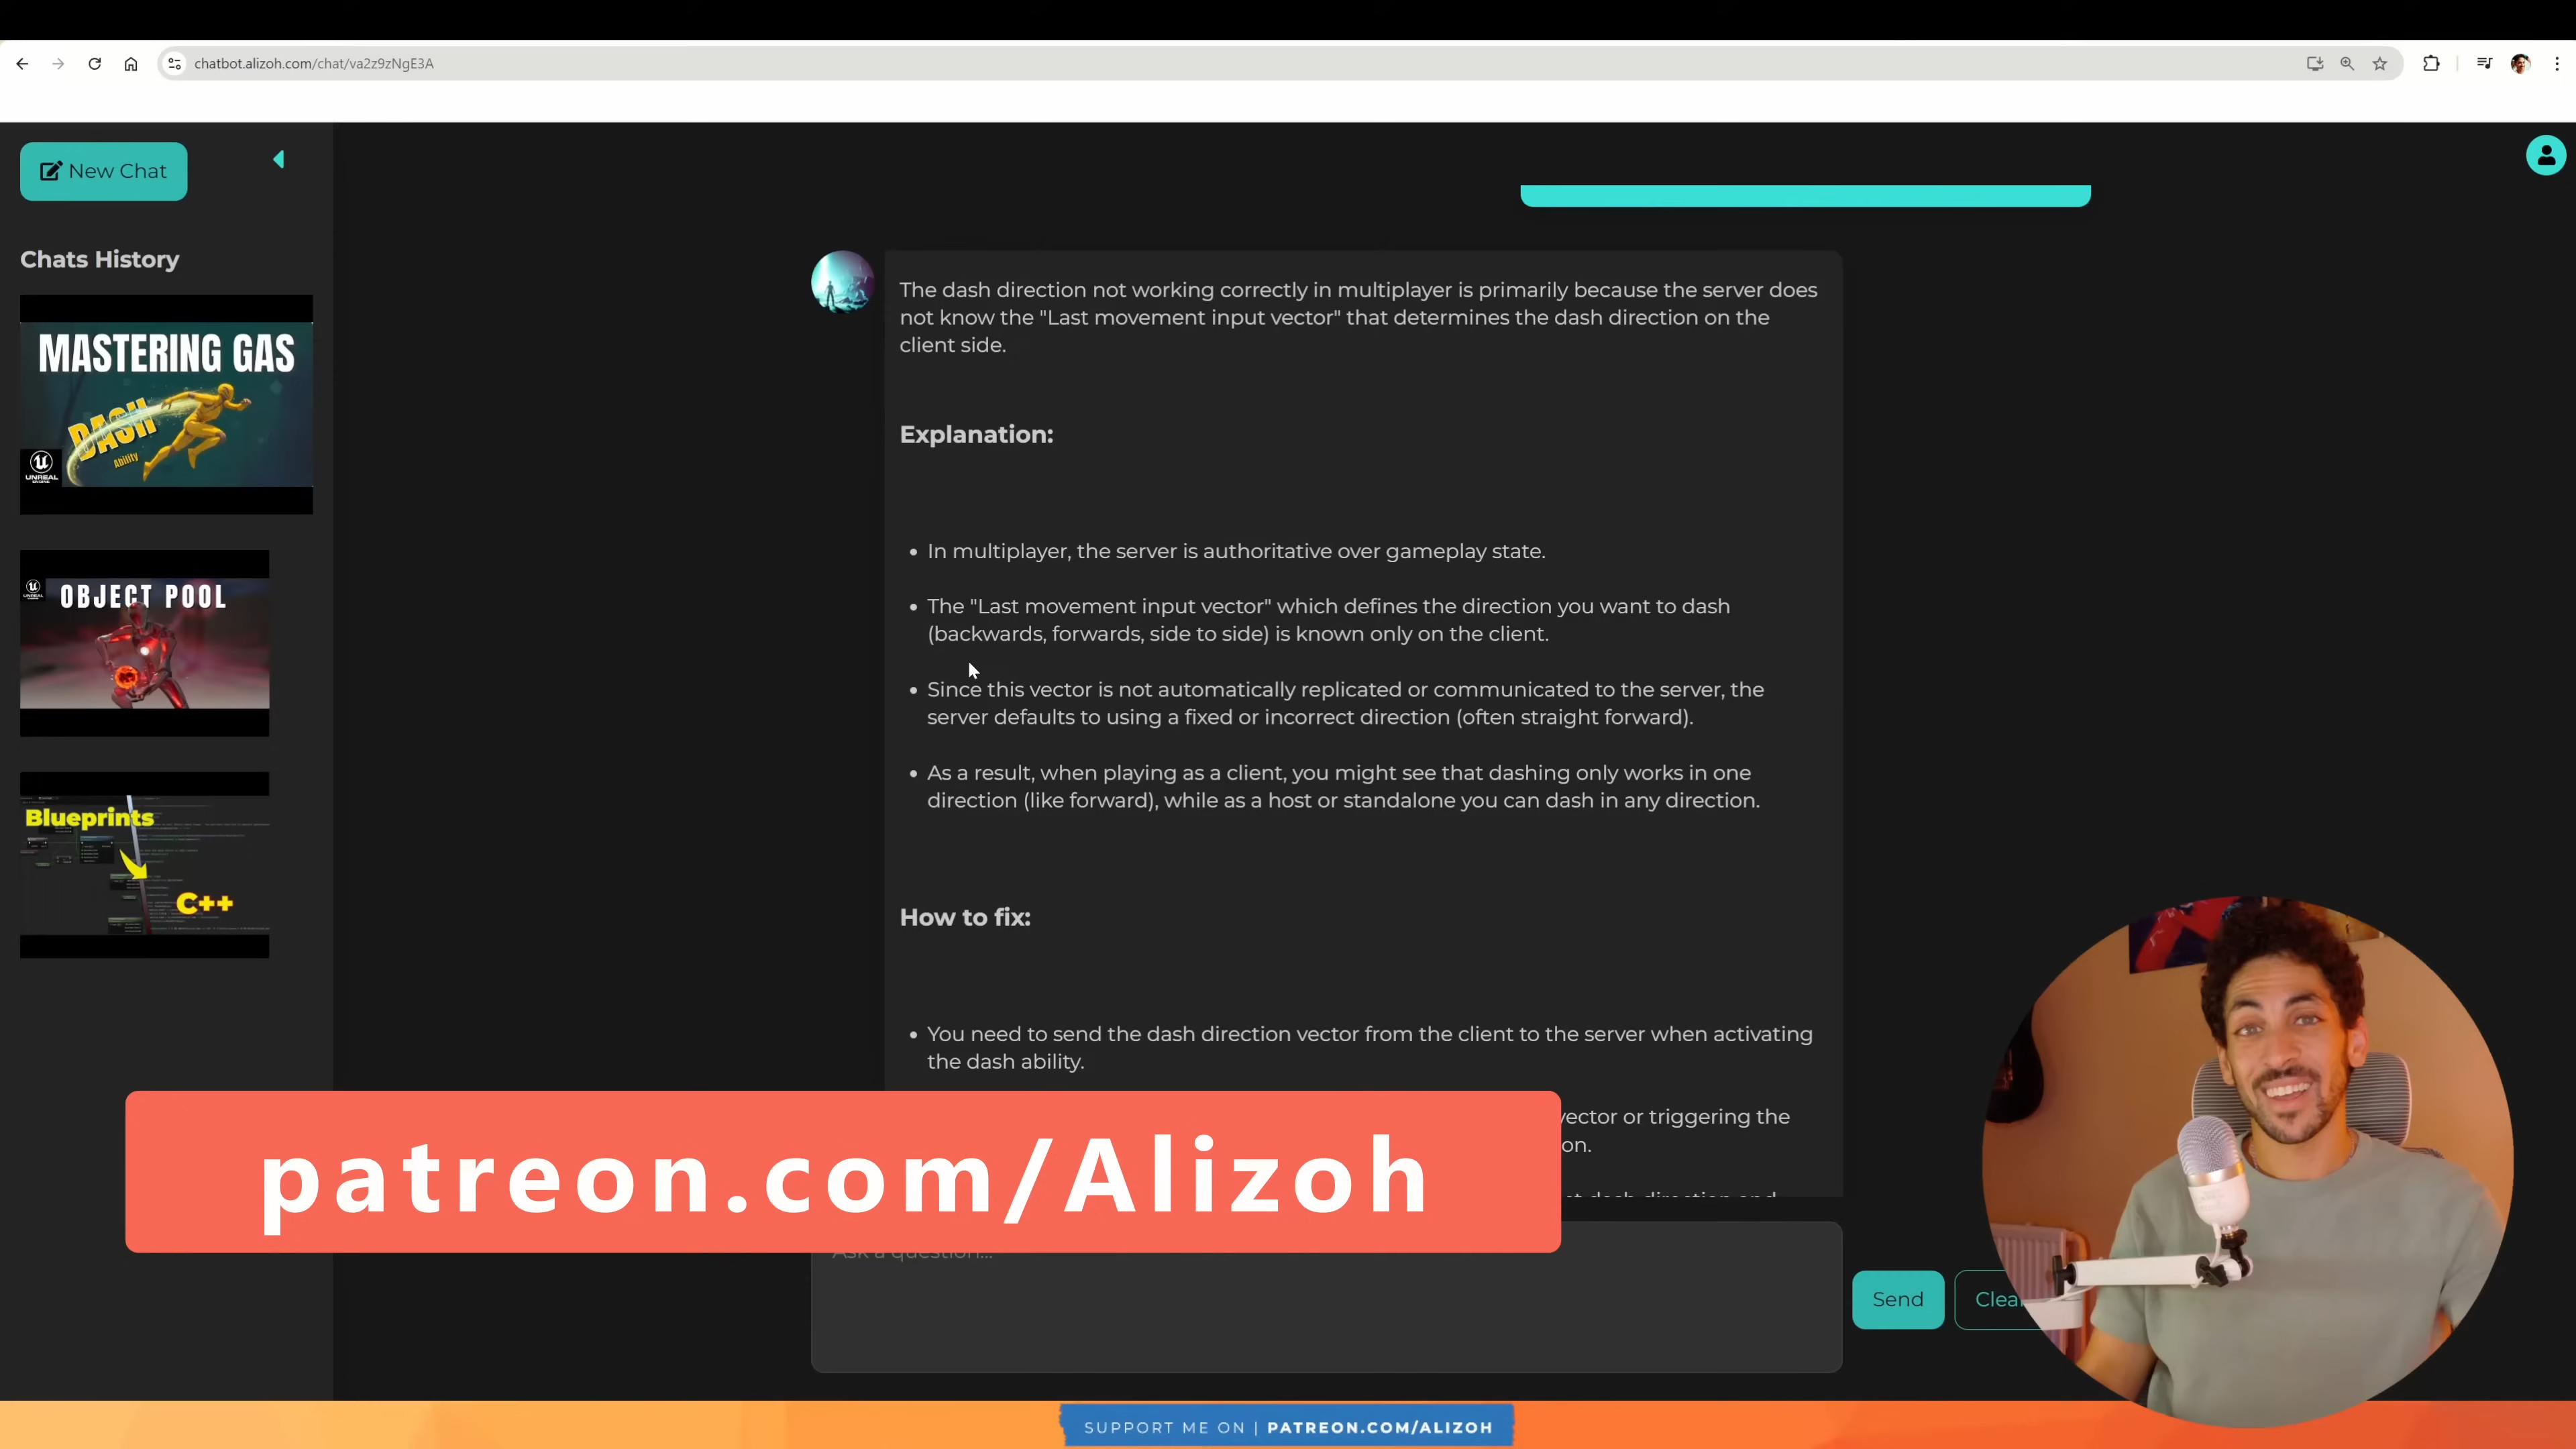 chatbot.alizoh.com/chat/va2z9zNgE3A
New Chat
Chats History
MASTERING GAS
DASH
Ability
UNREAL
OBJECT POOL
Blueprints
C++
The dash direction not working correctly in multiplayer is primarily because the server does
not know the "Last movement input vector" that determines the dash direction on the
client side.
Explanation:
• In multiplayer, the server is authoritative over gameplay state.
• The "Last movement input vector" which defines the direction you want to dash
(backwards, forwards, side to side) is known only on the client.
• Since this vector is not automatically replicated or communicated to the server, the
server defaults to using a fixed or incorrect direction (often straight forward).
• As a result, when playing as a client, you might see that dashing only works in one
direction (like forward), while as a host or standalone you can dash in any direction.
How to fix:
• You need to send the dash direction vector from the client to the server when activating
the dash ability.
vector or triggering the
on.
dash direction and
patreon.com/Alizoh
Ask a question...
Send
Clea
SUPPORT ME ON | PATREON.COM/ALIZOH